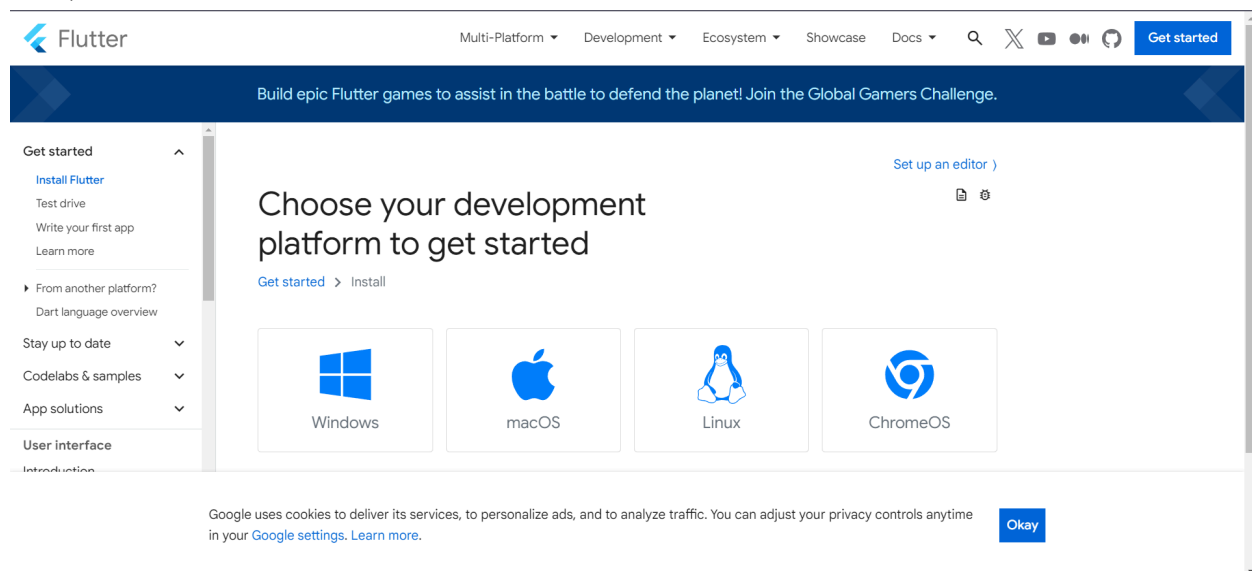 Flutter
Multi-Platform
Development
Ecosystem
Showcase
Docs
Get started
Build epic Flutter games to assist in the battle to defend the planet! Join the Global Gamers Challenge.
Get started
Install Flutter
Test drive
Write your first app
Learn more
From another platform?
Dart language overview
Stay up to date
Codelabs & samples
App solutions
User interface
Introduction
Set up an editor
Choose your development
platform to get started
Get started
Install
Windows
macOS
Linux
ChromeOS
Google uses cookies to deliver its services, to personalize ads, and to analyze traffic. You can adjust your privacy controls anytime
in your Google settings. Learn more.
Okay